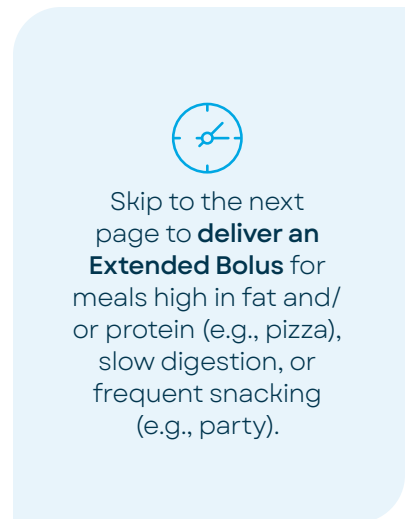 Skip to the next
page to deliver an
Extended Bolus for
meals high in fat and/
or protein (e.g., pizza),
slow digestion, or
frequent snacking
(e.g., party).